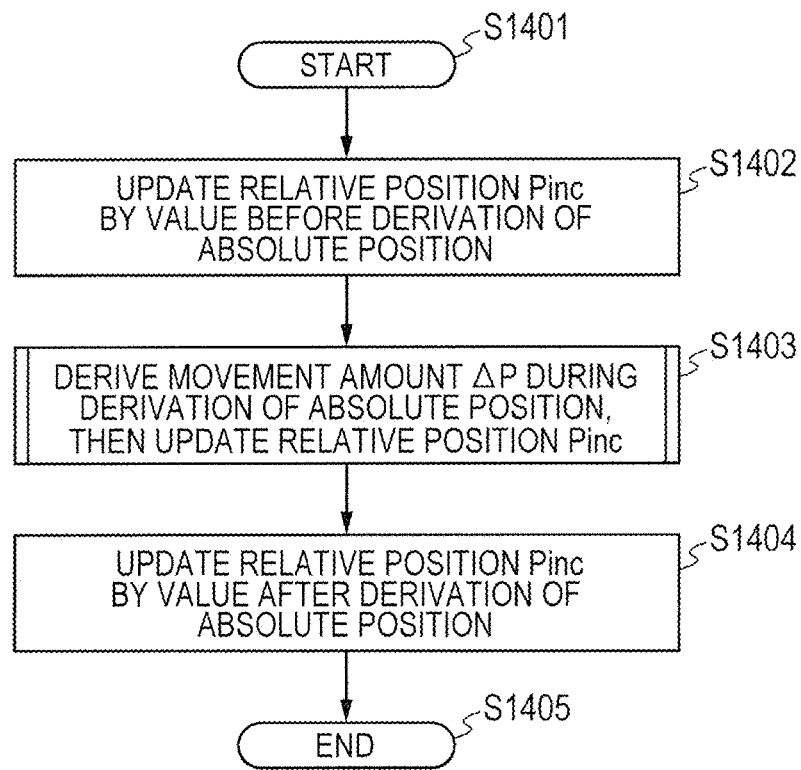 S1401
START
S1402
UPDATE RELATIVE POSITION Pinc
BY VALUE BEFORE DERIVATION OF
ABSOLUTE POSITION
S1403
DERIVE MOVEMENT AMOUNT △P DURING
DERIVATION OF ABSOLUTE POSITION,
THEN UPDATE RELATIVE POSITION Pinc
S1404
UPDATE RELATIVE POSITION Pinc
BY VALUE AFTER DERIVATION OF
ABSOLUTE POSITION
S1405
END